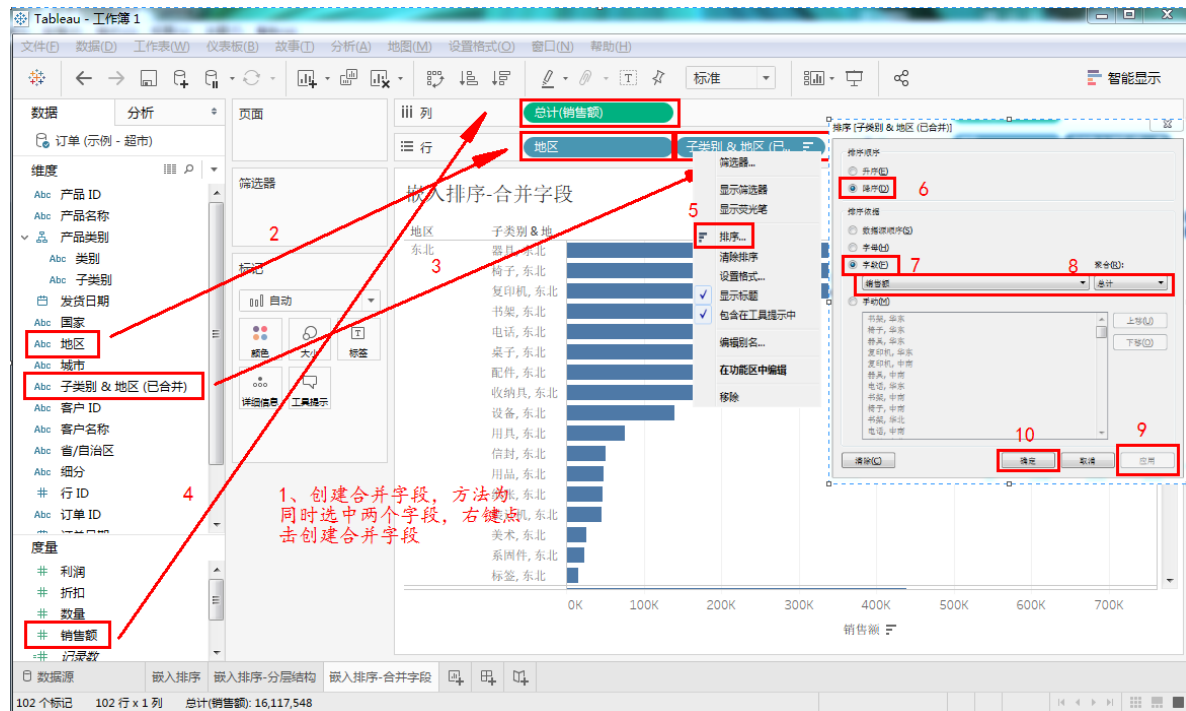 Tableau - 工作簿 1
文件(F) 数据(D) 工作表(W) 仪表板(B) 故事(T) 分析(A) 地图(M) 设置格式(O) 窗口(N) 帮助(H)
标准
智能显示
数据 分析
订单 (示例 - 超市)
维度
Abc 产品 ID
Abc 产品名称
产品类别
Abc 类别
Abc 子类别
发货日期
Abc 国家
Abc 地区
Abc 城市
Abc 子类别 & 地区 (已合并)
Abc 客户 ID
Abc 客户名称
Abc 省/自治区
Abc 细分
# 行 ID
Abc 订单 ID
度量
# 利润
# 折扣
# 数量
# 销售额
=# 记录数
页面
筛选器
2
3
4
标记
自动
颜色 大小 标签
详细信息 工具提示
iii 列 总计(销售额)
行 地区 子类别 & 地区 (已..
嵌入排序-合并字段
地区 子类别 & 地..
东北 器具, 东北
椅子, 东北
复印机, 东北
书架, 东北
电话, 东北
桌子, 东北
配件, 东北
收纳具, 东北
设备, 东北
用具, 东北
信封, 东北
用品, 东北
东北
机, 东北
美术, 东北
系固件, 东北
标签, 东北
0K 100K 200K 300K 400K 500K 600K 700K
销售额
1、创建合并字段，方法为
同时选中两个字段，右键点
击创建合并字段
筛选器...
显示筛选器
显示荧光笔
5
排序...
清除排序
设置格式...
显示标题
包含在工具提示中
编辑别名...
在功能区中编辑
移除
排序 [子类别 & 地区 (已合并)]
排序顺序
升序(E)
降序(D) 6
排序依据
数据源顺序(S)
字母(H)
字段(F) 7 8 聚合(R):
销售额 总计
手动(M)
书架, 华东
椅子, 华东
器具, 华东
复印机, 华东
复印机, 中南
器具, 中南
电话, 华东
书架, 中南
椅子, 中南
书架, 华北
电话, 中南
上移(U)
下移(O)
10 9
清除(C) 确定 取消 应用
数据源 嵌入排序 嵌入排序-分层结构 嵌入排序-合并字段
102 个标记 102 行 x 1 列 总计(销售额): 16,117,548